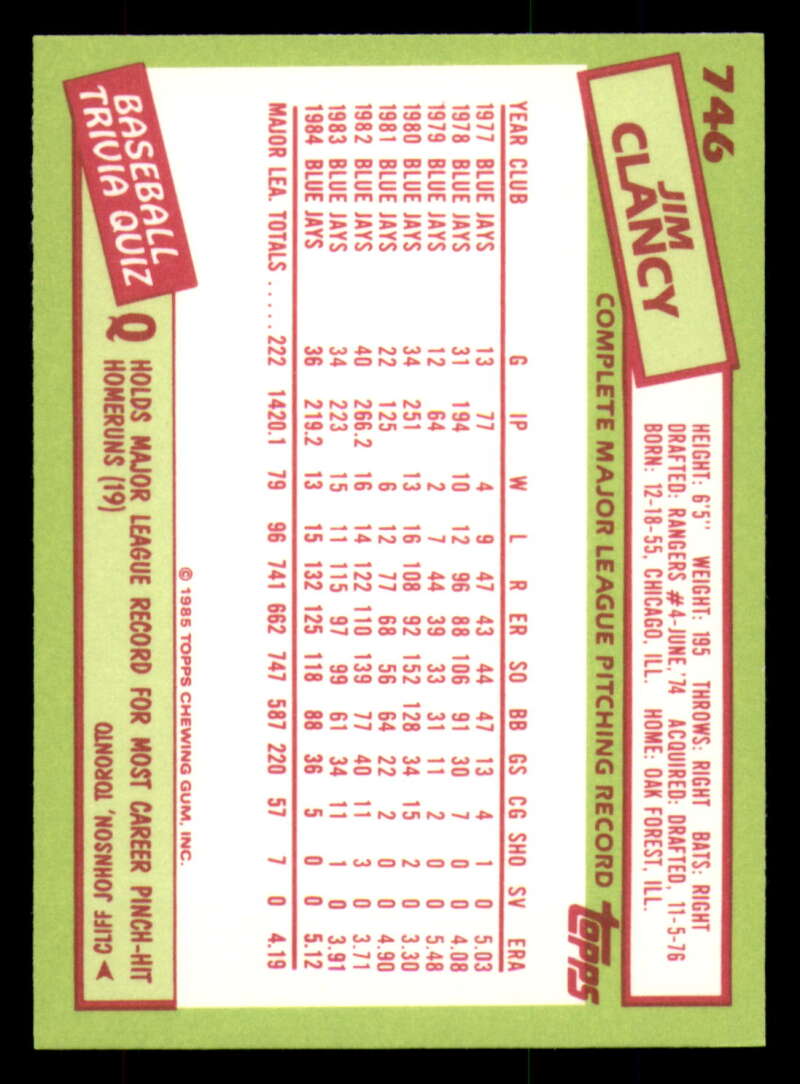 746
JIM
CLANCY
HEIGHT: 6'5" WEIGHT: 195 THROWS: RIGHT BATS: RIGHT
DRAFTED: RANGERS #4-JUNE,'74 ACQUIRED: DRAFTED, 11-5-76
BORN: 12-18-55, CHICAGO, ILL. HOME: OAK FOREST, ILL.
COMPLETE MAJOR LEAGUE PITCHING RECORD topps
YEAR CLUB G IP W L R ER SO BB GS CG SHO SV ERA
1977 BLUE JAYS 13 77 4 9 47 43 44 47 13 4 1 0 5.03
1978 BLUE JAYS 31 194 10 12 96 88 106 91 30 7 0 0 4.08
1979 BLUE JAYS 12 64 2 7 44 39 33 31 11 2 0 0 5.48
1980 BLUE JAYS 34 251 13 16 108 92 152 128 34 15 2 0 3.30
1981 BLUE JAYS 22 125 6 12 77 68 56 64 22 2 0 0 4.90
1982 BLUE JAYS 40 266.2 16 14 122 110 139 77 40 11 3 0 3.71
1983 BLUE JAYS 34 223 15 11 115 97 99 61 34 11 1 0 3.91
1984 BLUE JAYS 36 219.2 13 15 132 125 118 88 36 5 0 0 5.12
MAJOR LEA. TOTALS ...... 222 1420.1 79 96 741 662 747 587 220 57 7 0 4.19
© 1985 TOPPS CHEWING GUM, INC.
BASEBALL
TRIVIA QUIZ
Q HOLDS MAJOR LEAGUE RECORD FOR MOST CAREER PINCH-HIT
HOMERUNS (19)
CLIFF JOHNSON, TORONTO